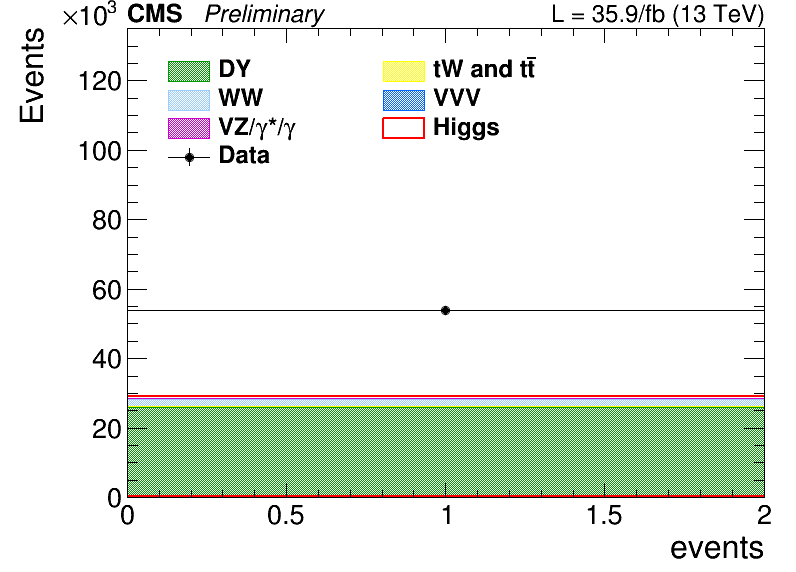 ×10³ CMS Preliminary L = 35.9/fb (13 TeV)
Events
DY tW and tt̄
WW VVV
VZ/γ*/γ Higgs
Data
120
100
80
60
40
20
0
0 0.5 1 1.5 2
events